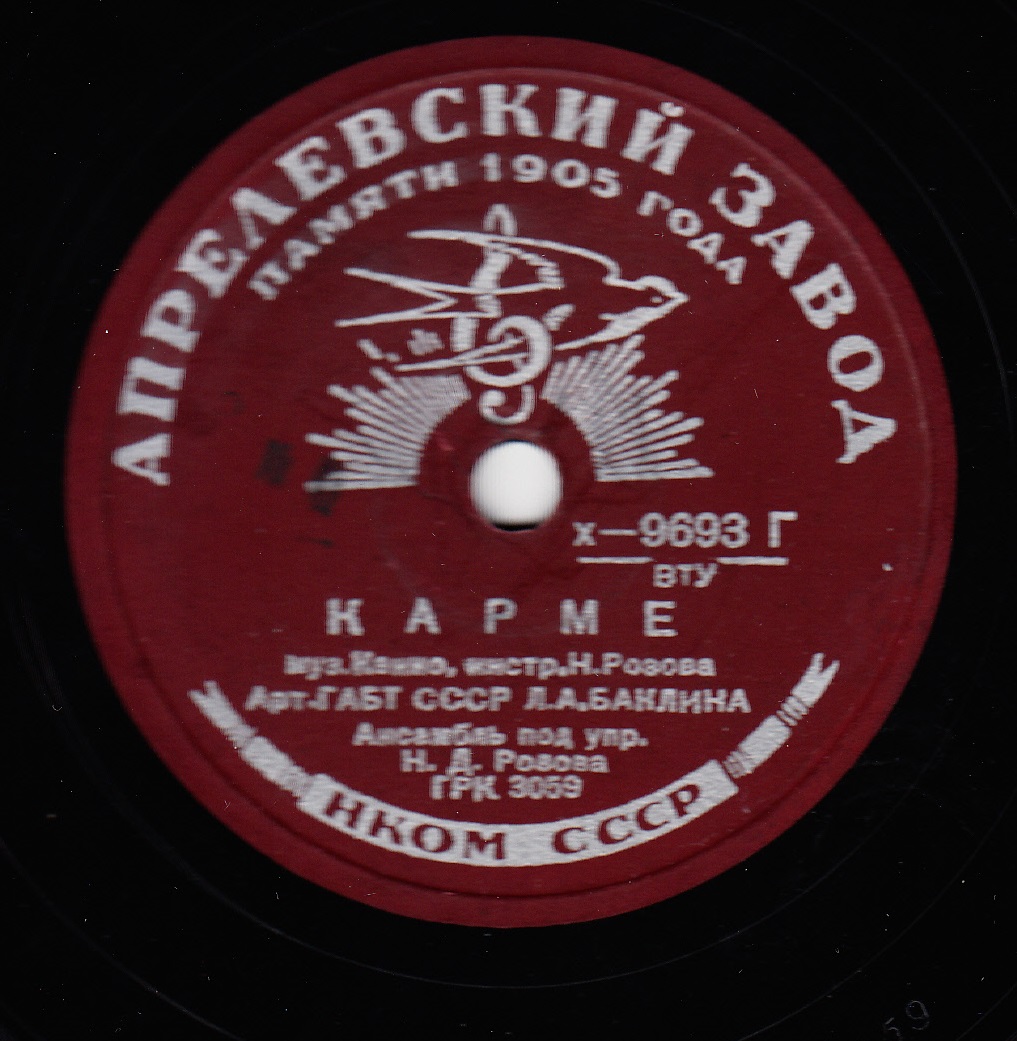 АПРЕЛЕВСКИЙ ЗАВОД
ПАМЯТИ 1905 ГОДА
х—9693 Г
ВТУ
КАРМЕ
муз. инстр.Н.Розова
Арт.ГАБТ СССР Л.А.БАКЛИНА
Ансамбль под упр.
Н. Д. Розова
ГРК 3059
НКОМ СССР
59